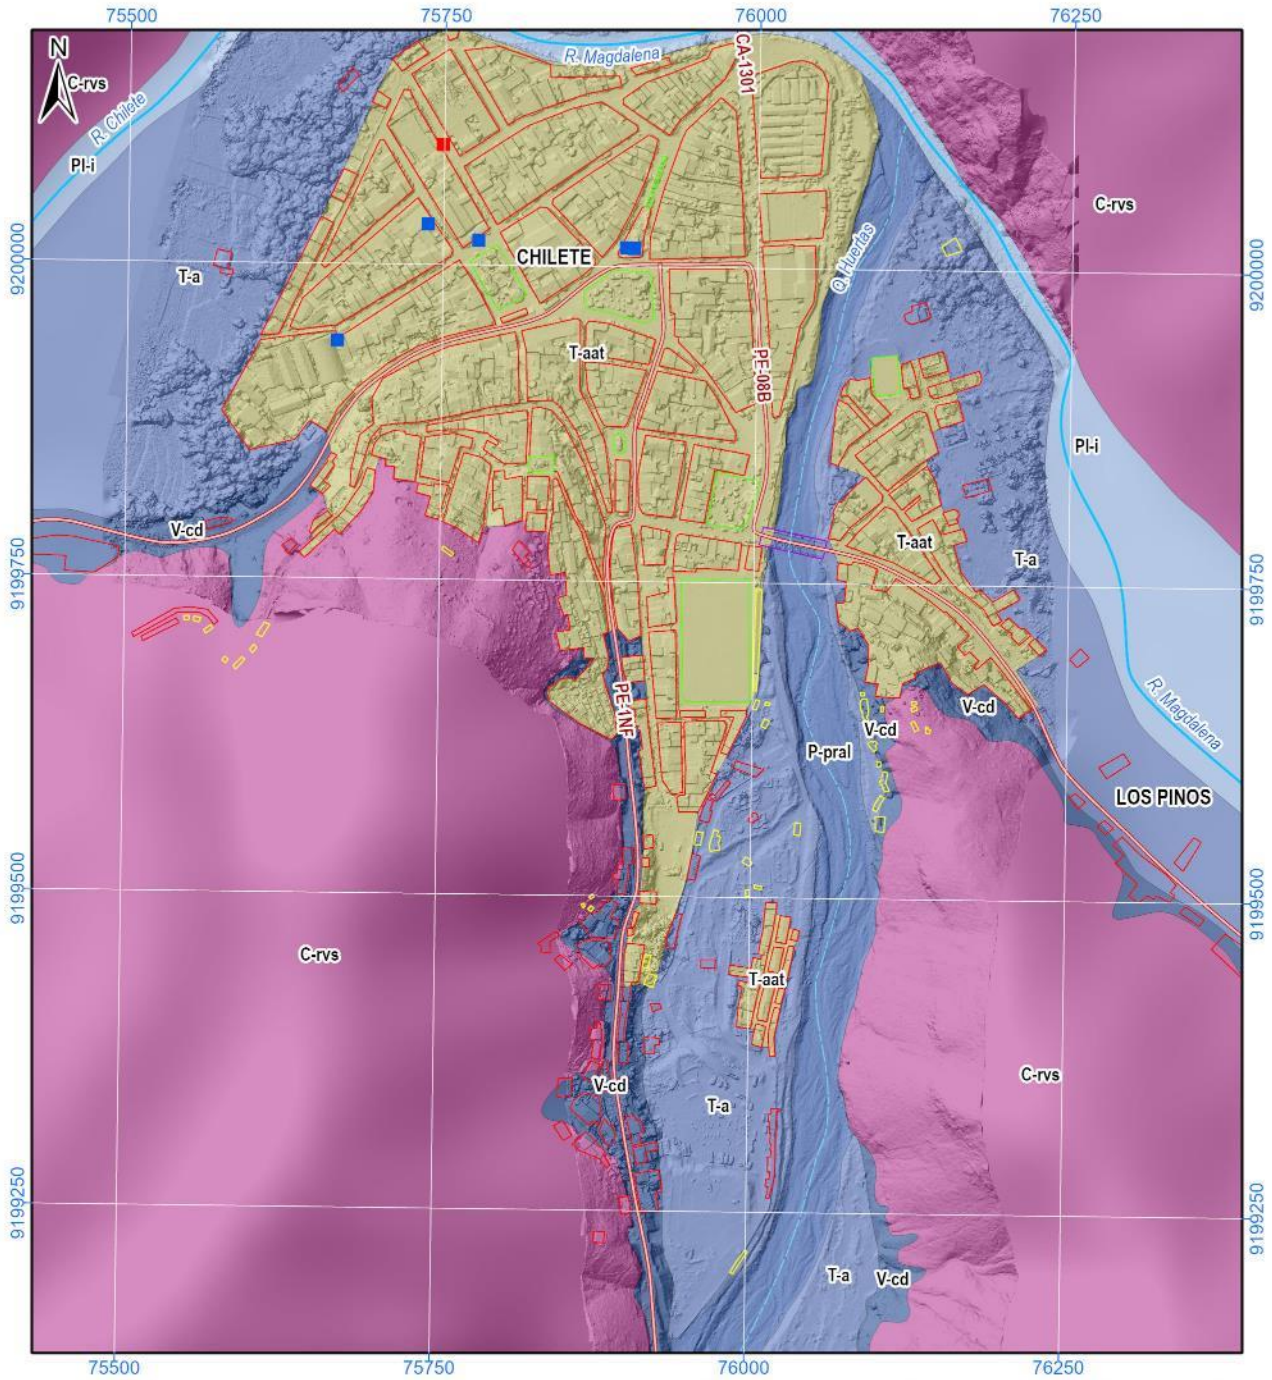 75500 75750 76000 76250
N
C-rvs
R. Chilete
Pl-i
R. Magdalena
CA-1301
C-rvs
9200000
9200000
T-a
CHILETE
Q. Huertas
T-aat
PE-08B
Pl-i
V-cd
T-aat
T-a
9199750
9199750
PE-1NF
R. Magdalena
V-cd
V-cd
P-pral
LOS PINOS
9199500
9199500
C-rvs
T-aat
C-rvs
V-cd
T-a
9199250
9199250
T-a
V-cd
75500 75750 76000 76250